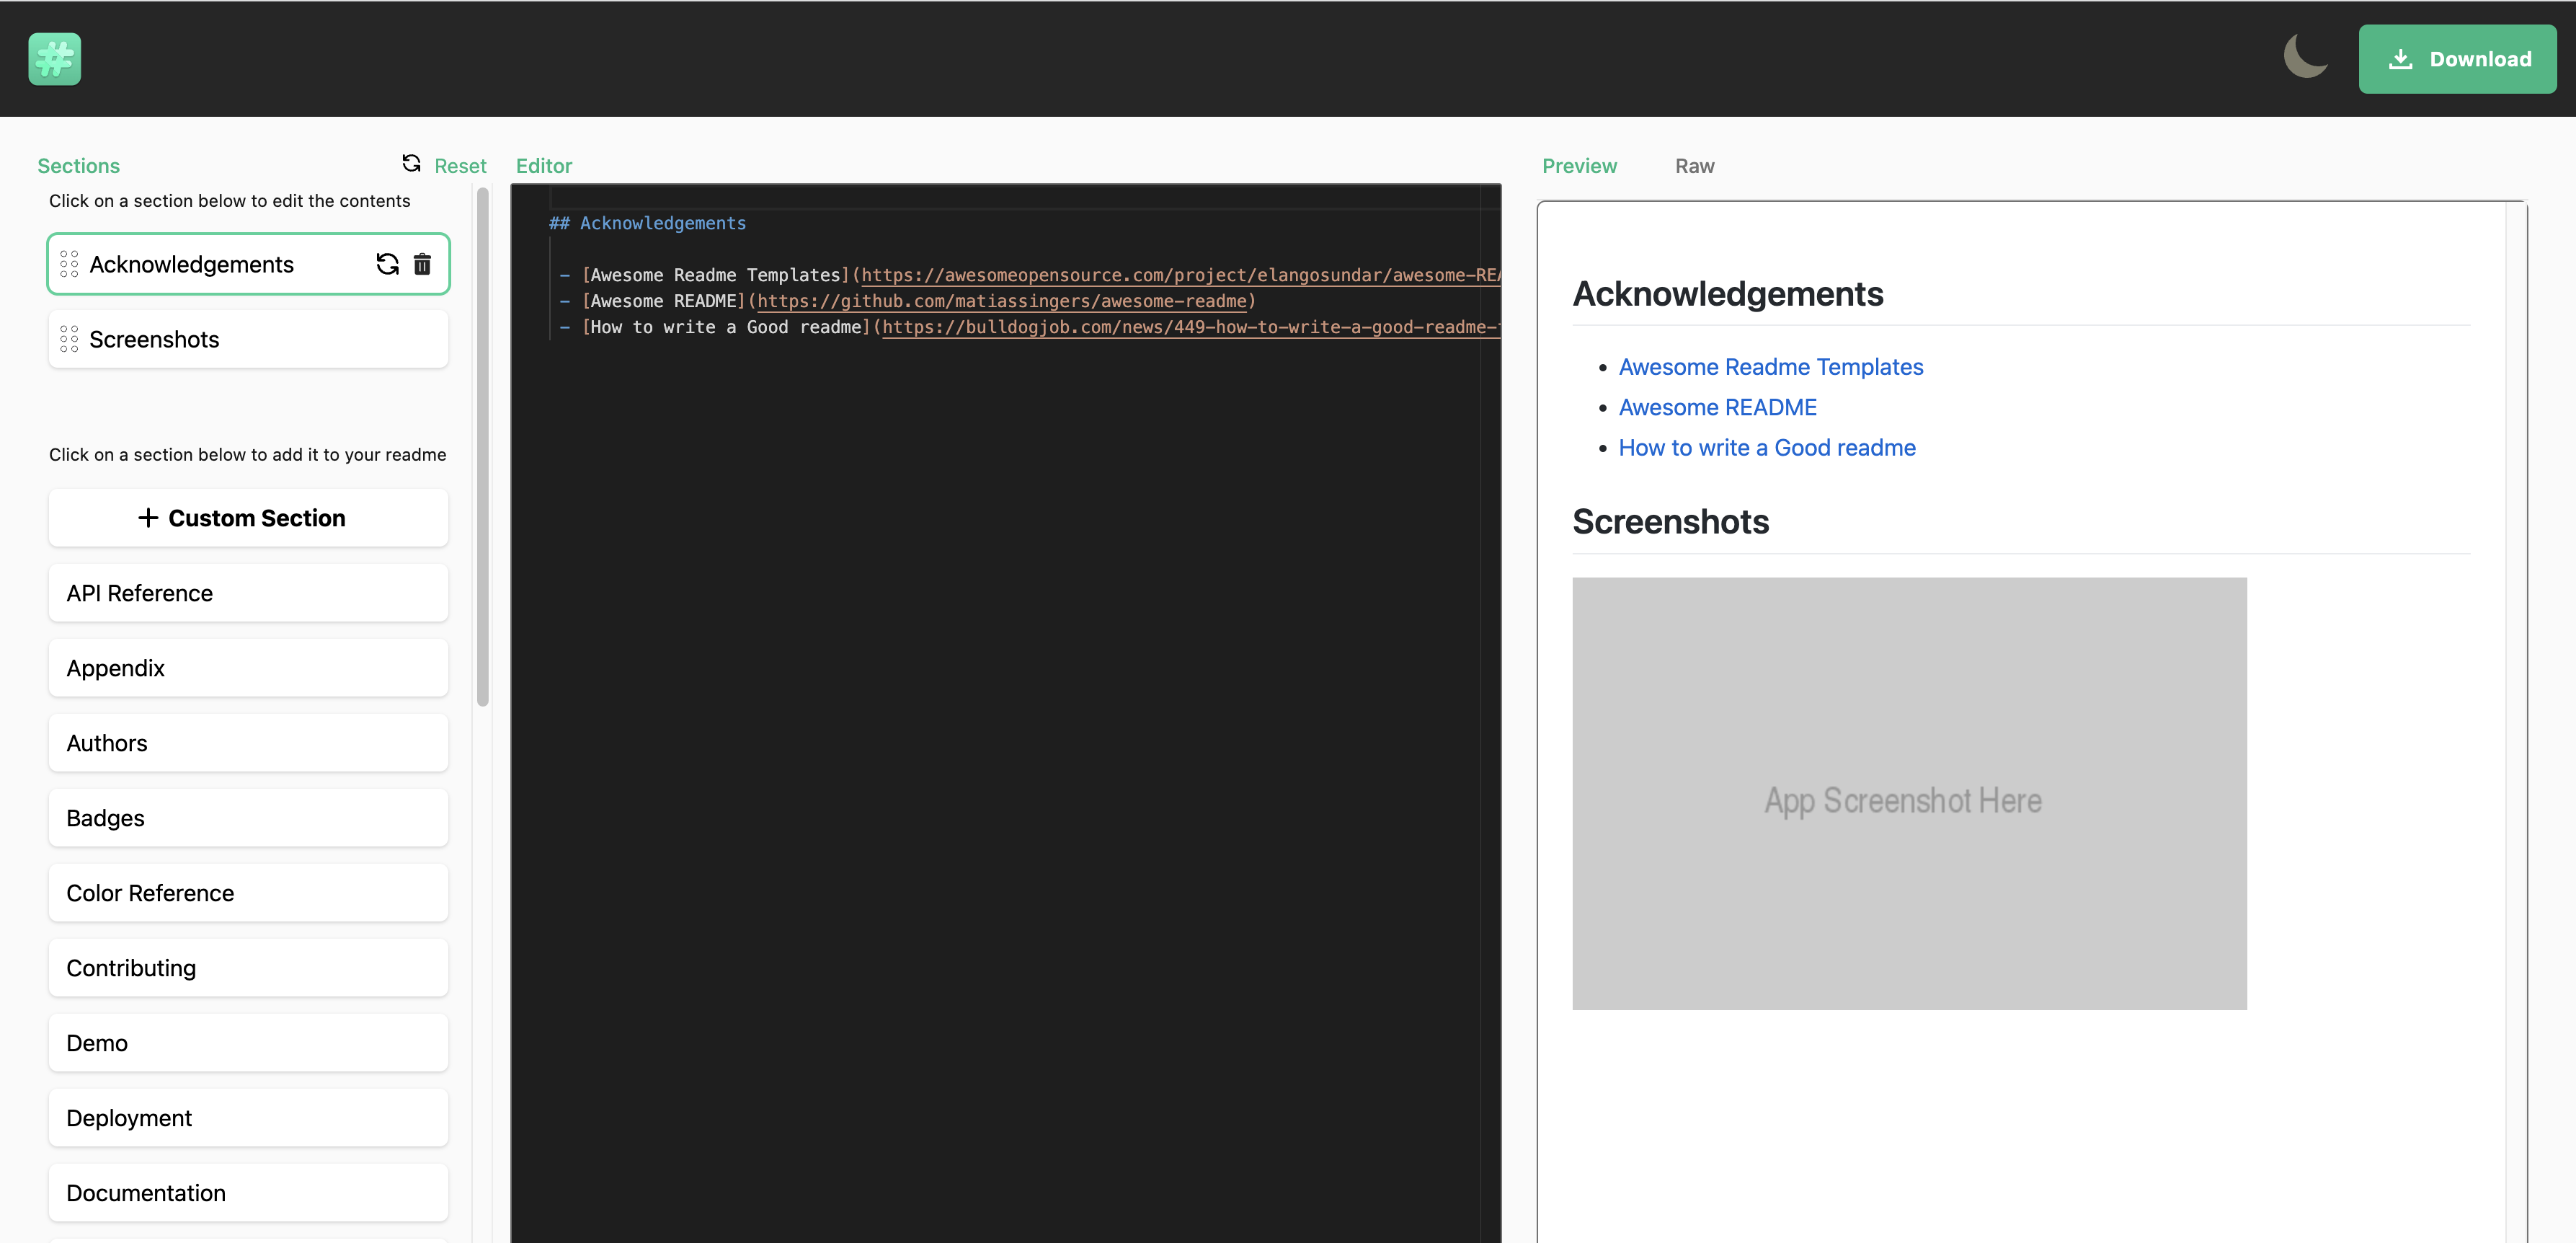 #
Download
Sections
Reset
Click on a section below to edit the contents
Acknowledgements
Screenshots
Click on a section below to add it to your readme
+ Custom Section
API Reference
Appendix
Authors
Badges
Color Reference
Contributing
Demo
Deployment
Documentation
Editor
## Acknowledgements
- [Awesome Readme Templates](https://awesomeopensource.com/project/elangosundar/awesome-REA
- [Awesome README](https://github.com/matiassingers/awesome-readme)
- [How to write a Good readme](https://bulldogjob.com/news/449-how-to-write-a-good-readme-
Preview
Raw
Acknowledgements
• Awesome Readme Templates
• Awesome README
• How to write a Good readme
Screenshots
App Screenshot Here